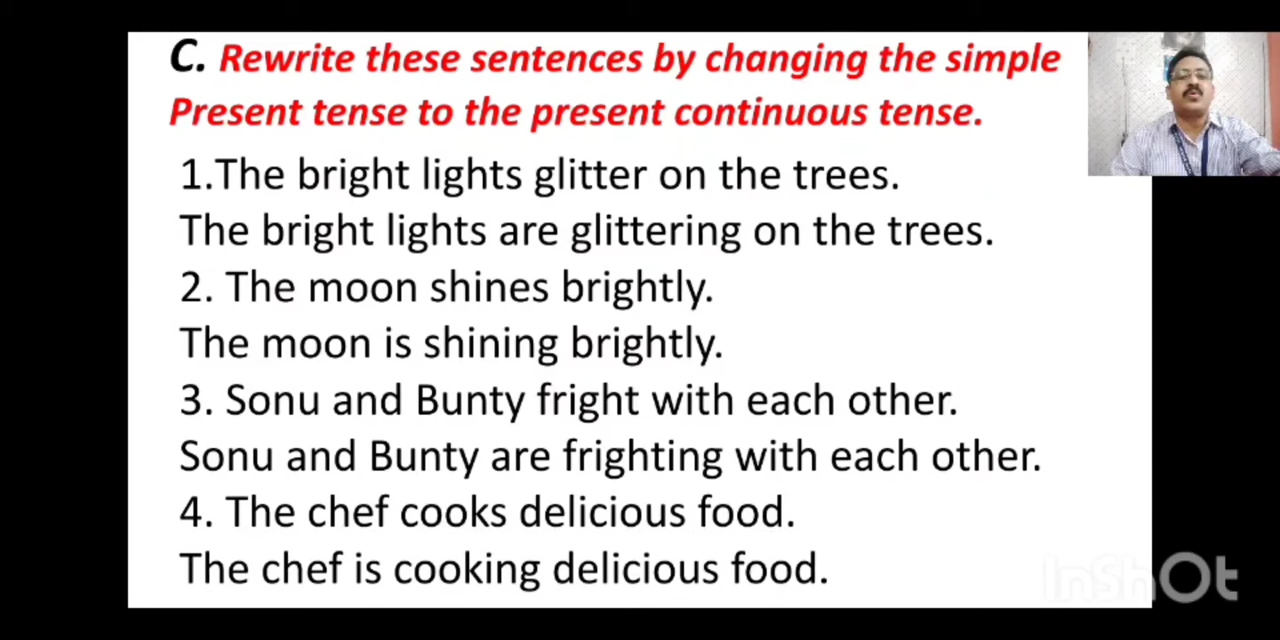 C. Rewrite these sentences by changing the simple
Present tense to the present continuous tense.
1.The bright lights glitter on the trees.
The bright lights are glittering on the trees.
2. The moon shines brightly.
The moon is shining brightly.
3. Sonu and Bunty fright with each other.
Sonu and Bunty are frighting with each other.
4. The chef cooks delicious food.
The chef is cooking delicious food.
InShOt